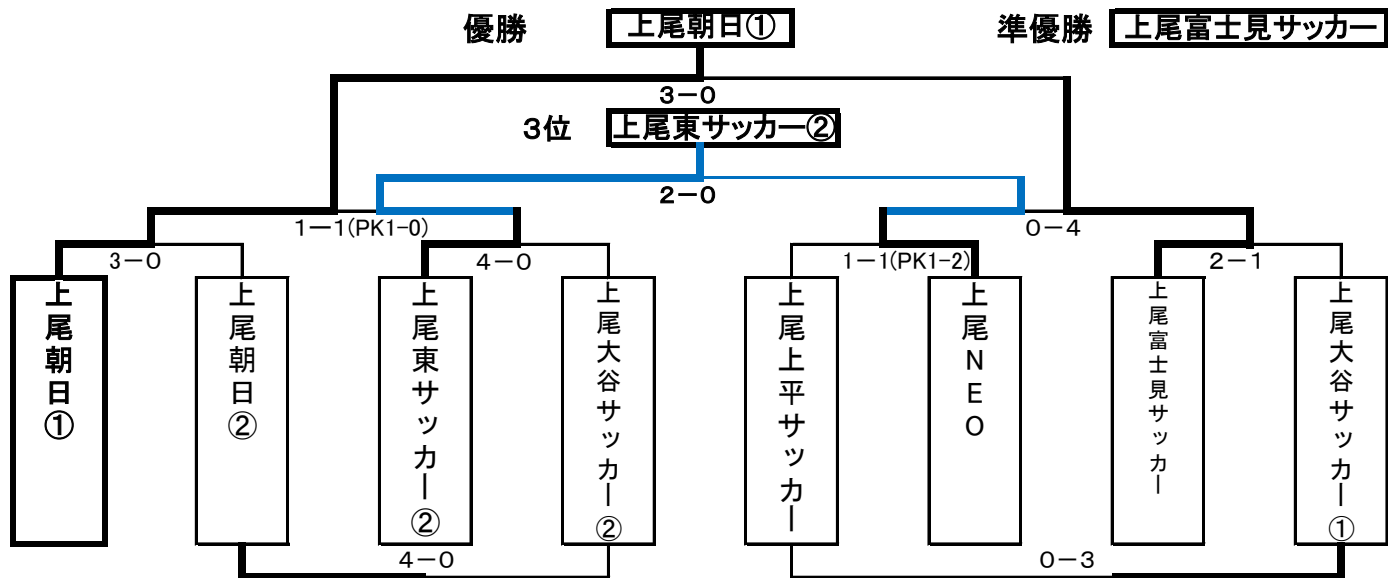 優勝 上尾朝日① 準優勝 上尾富士見サッカー
3−0
3位 上尾東サッカー②
2−0
1−1(PK1-0) 0−4
3−0 4−0 1−1(PK1-2) 2−1
上尾朝日①
上尾朝日②
上尾東サッカー②
上尾大谷サッカー②
上尾上平サッカー
上尾NEO
上尾富士見サッカー
上尾大谷サッカー①
4−0 0−3